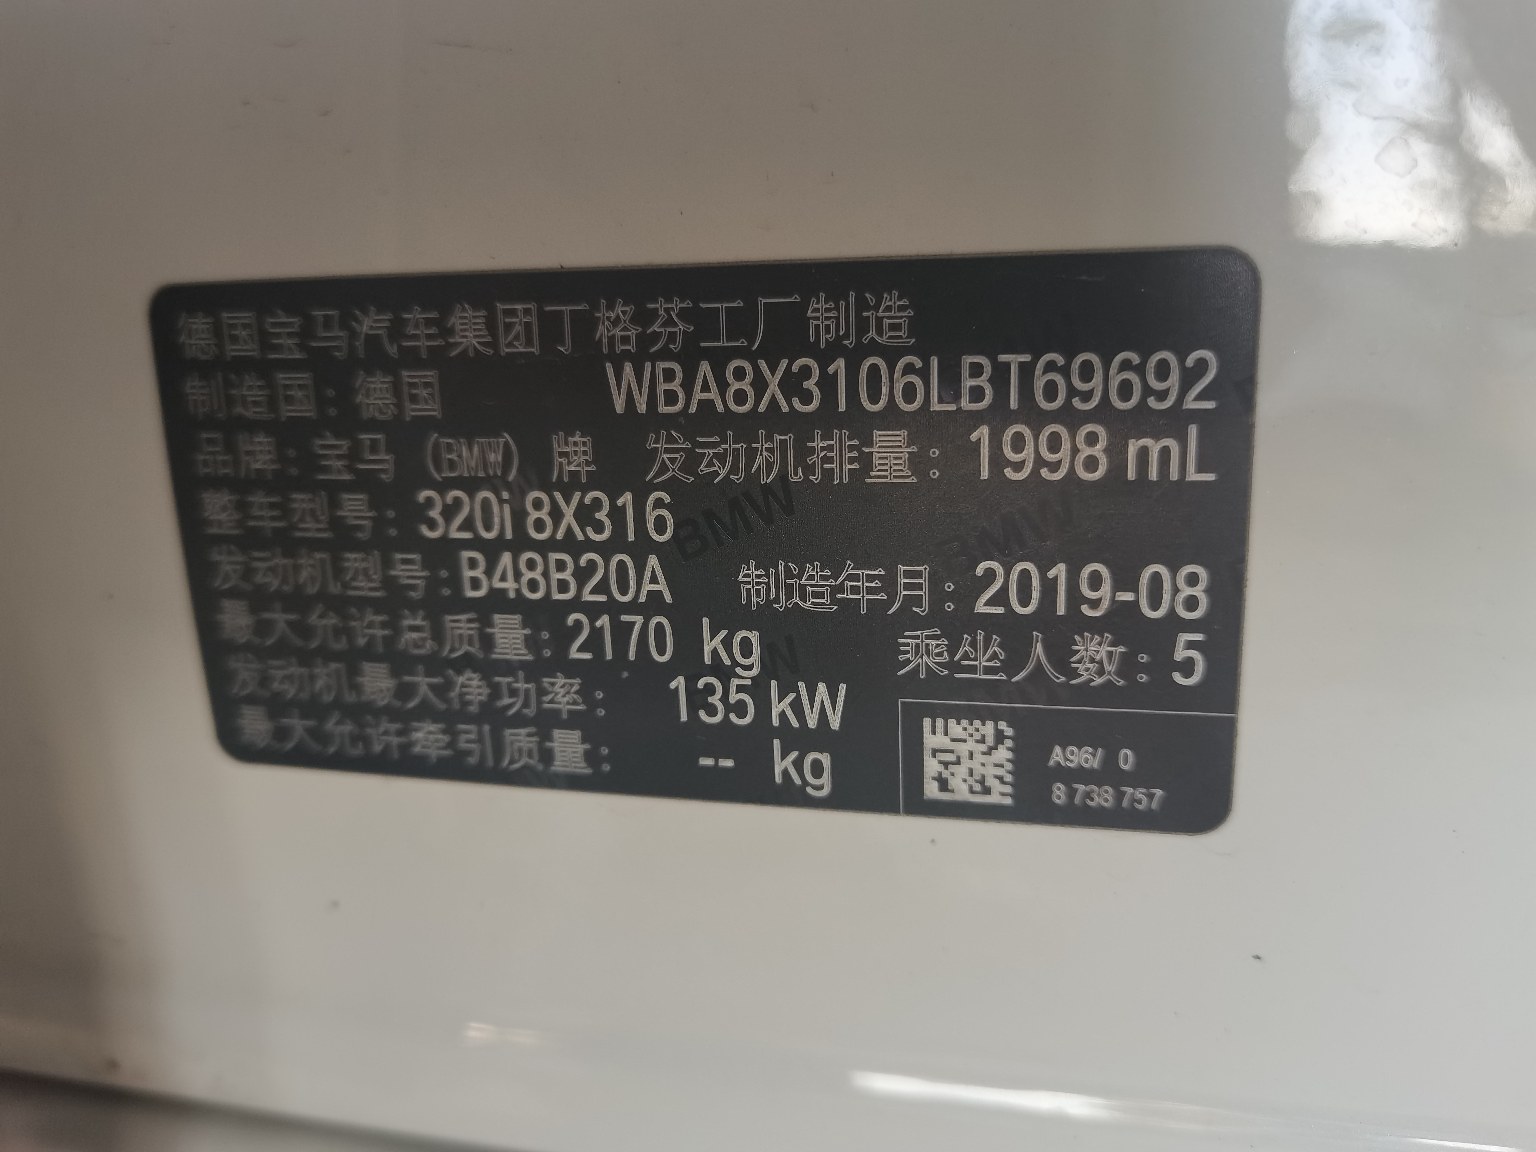 德国宝马汽车集团丁格芬工厂制造
制造国：德国 WBA8X3106LBT69692
品牌：宝马 (BMW) 牌 发动机排量：1998 mL
整车型号：320i 8X316
发动机型号：B48B20A 制造年月：2019-08
最大允许总质量：2170 kg 乘坐人数：5
发动机最大净功率： 135 kW
最大允许牵引质量： -- kg
A96/ 0
8 738 757
BMW
BMW